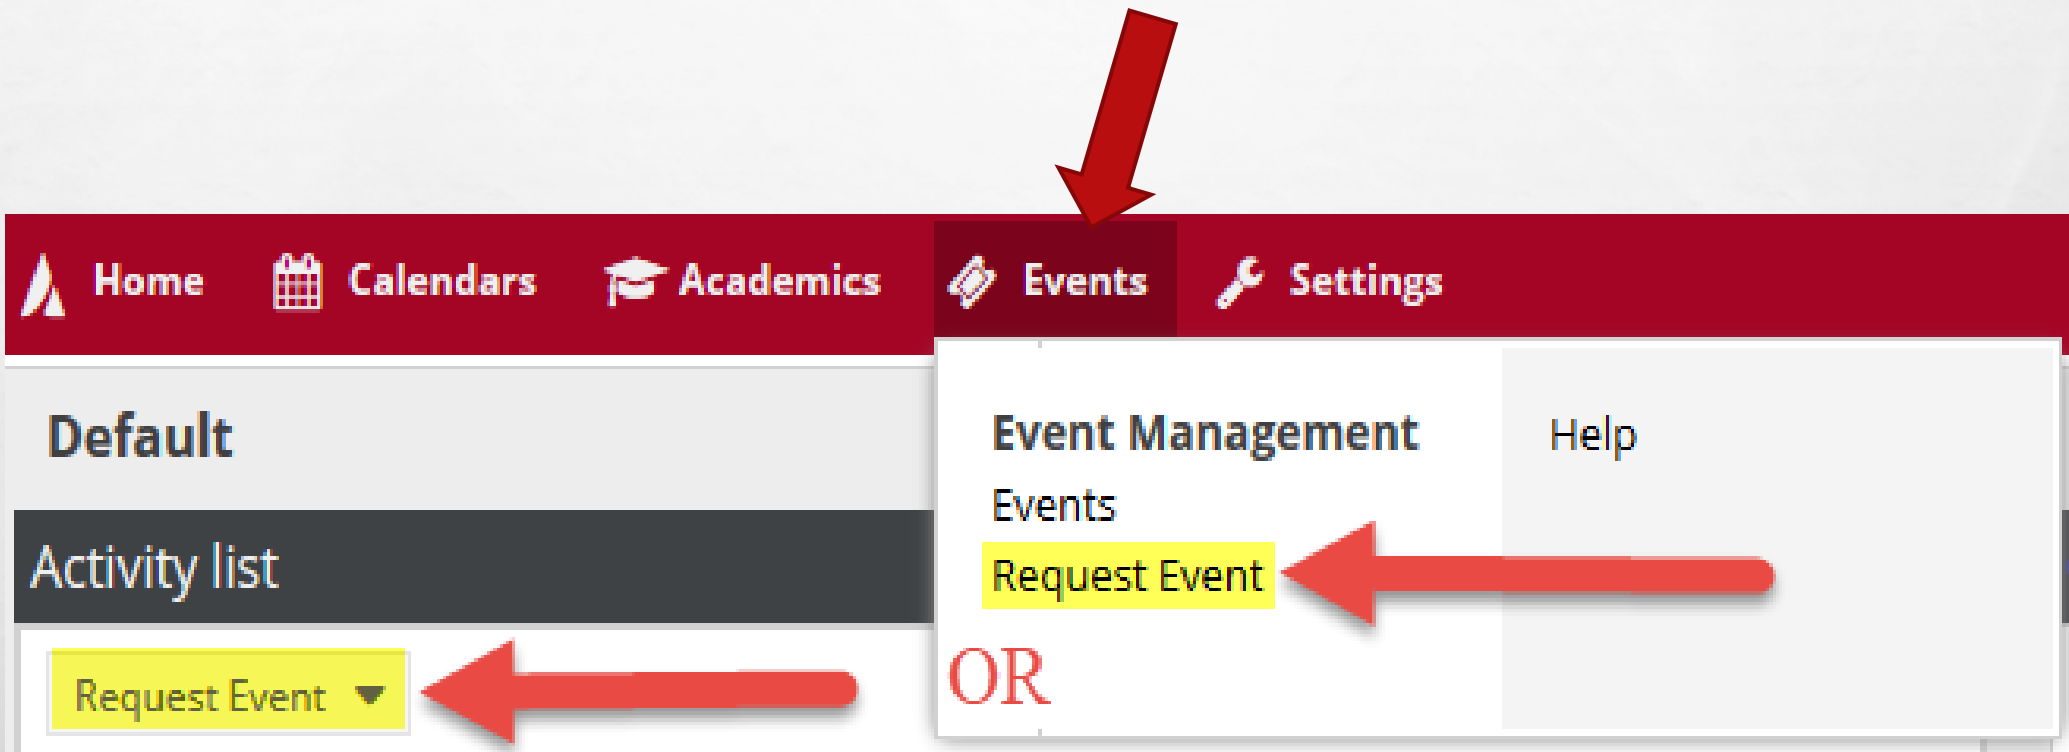 Home Calendars Academics Events Settings
Default
Event Management
Help
Events
Request Event
Activity list
Request Event
OR